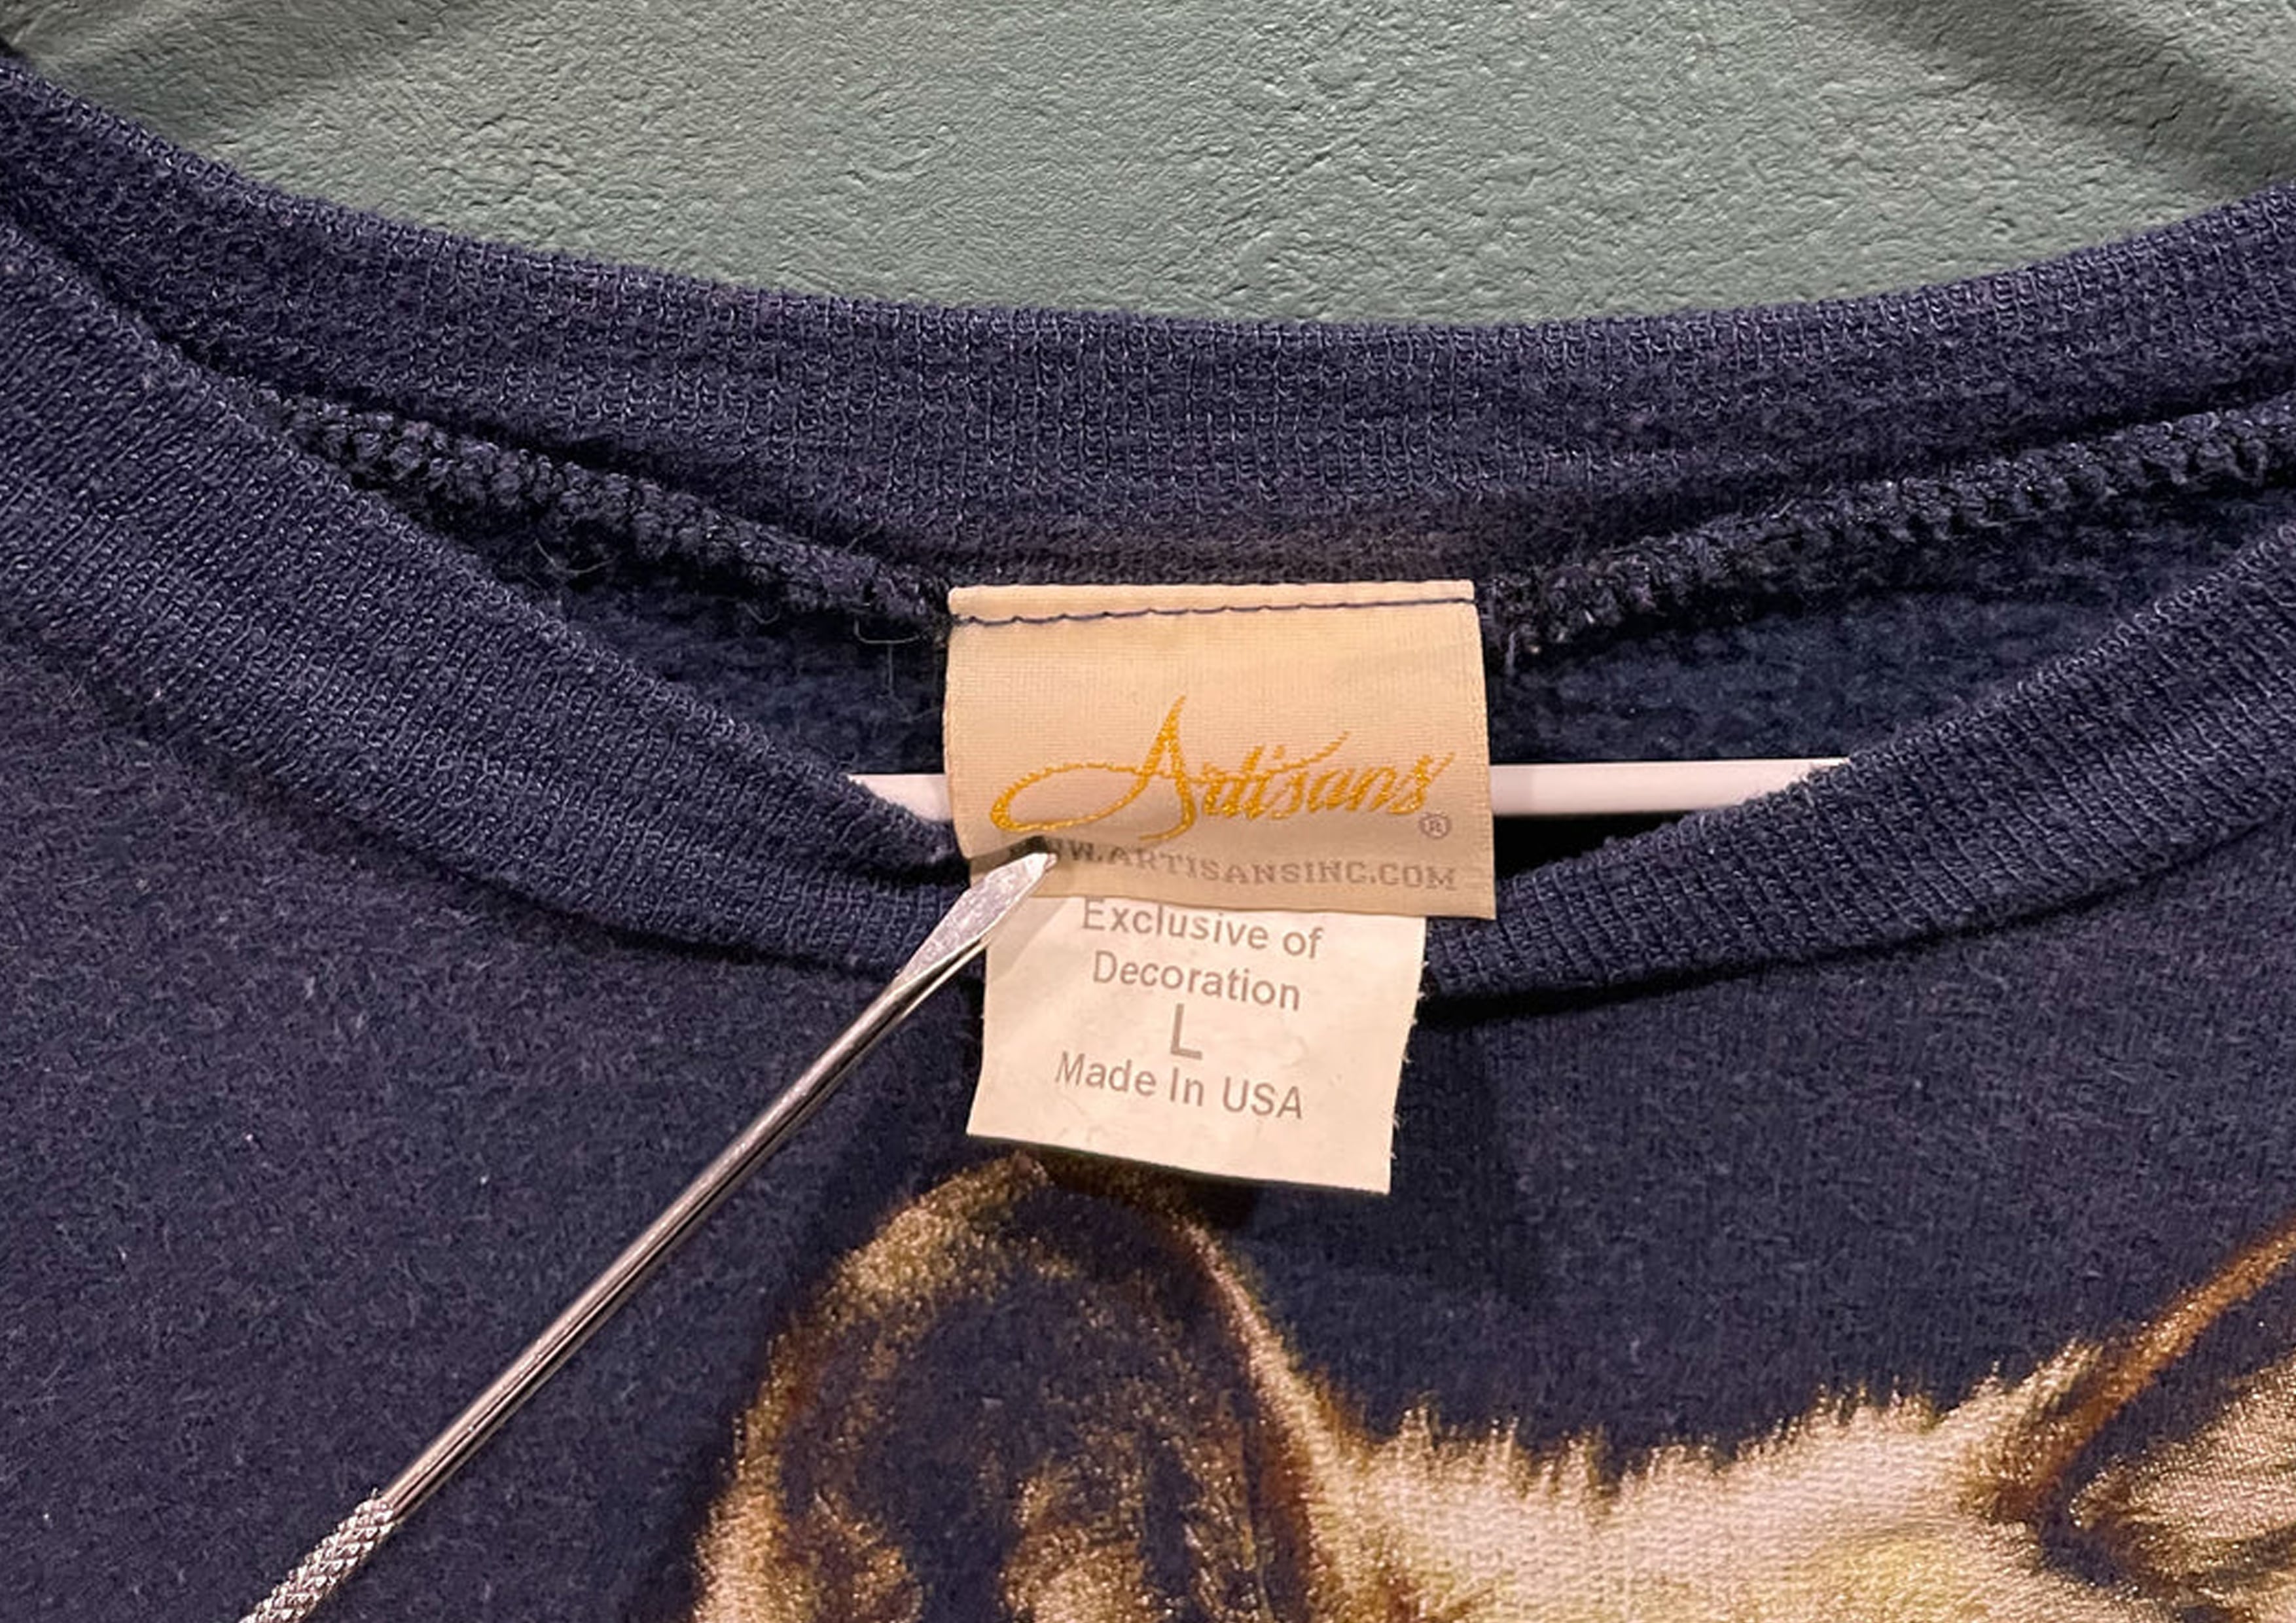 Artisans®
WWW.ARTISANSINC.COM
Exclusive of
Decoration
L
Made In USA